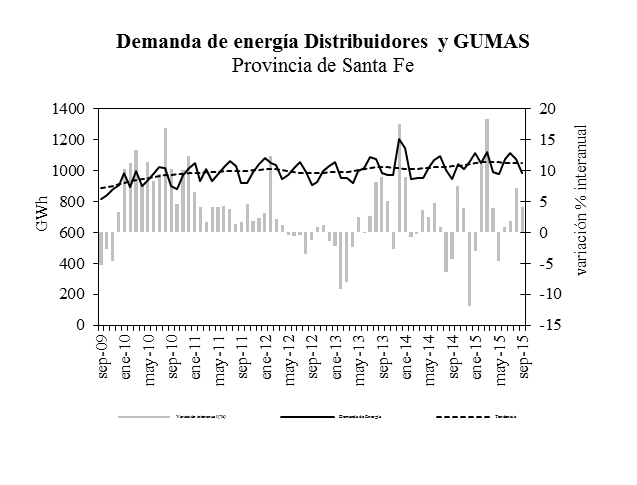 Demanda de energía Distribuidores y GUMAS
Provincia de Santa Fe
1400
1200
1000
800
600
400
200
0
GWh
20
15
10
5
0
-5
-10
-15
variación % interanual
sep-09
ene-10
may-10
sep-10
ene-11
may-11
sep-11
ene-12
may-12
sep-12
ene-13
may-13
sep-13
ene-14
may-14
sep-14
ene-15
may-15
sep-15
Variación interanual (%) Demanda de Energía Tendencia